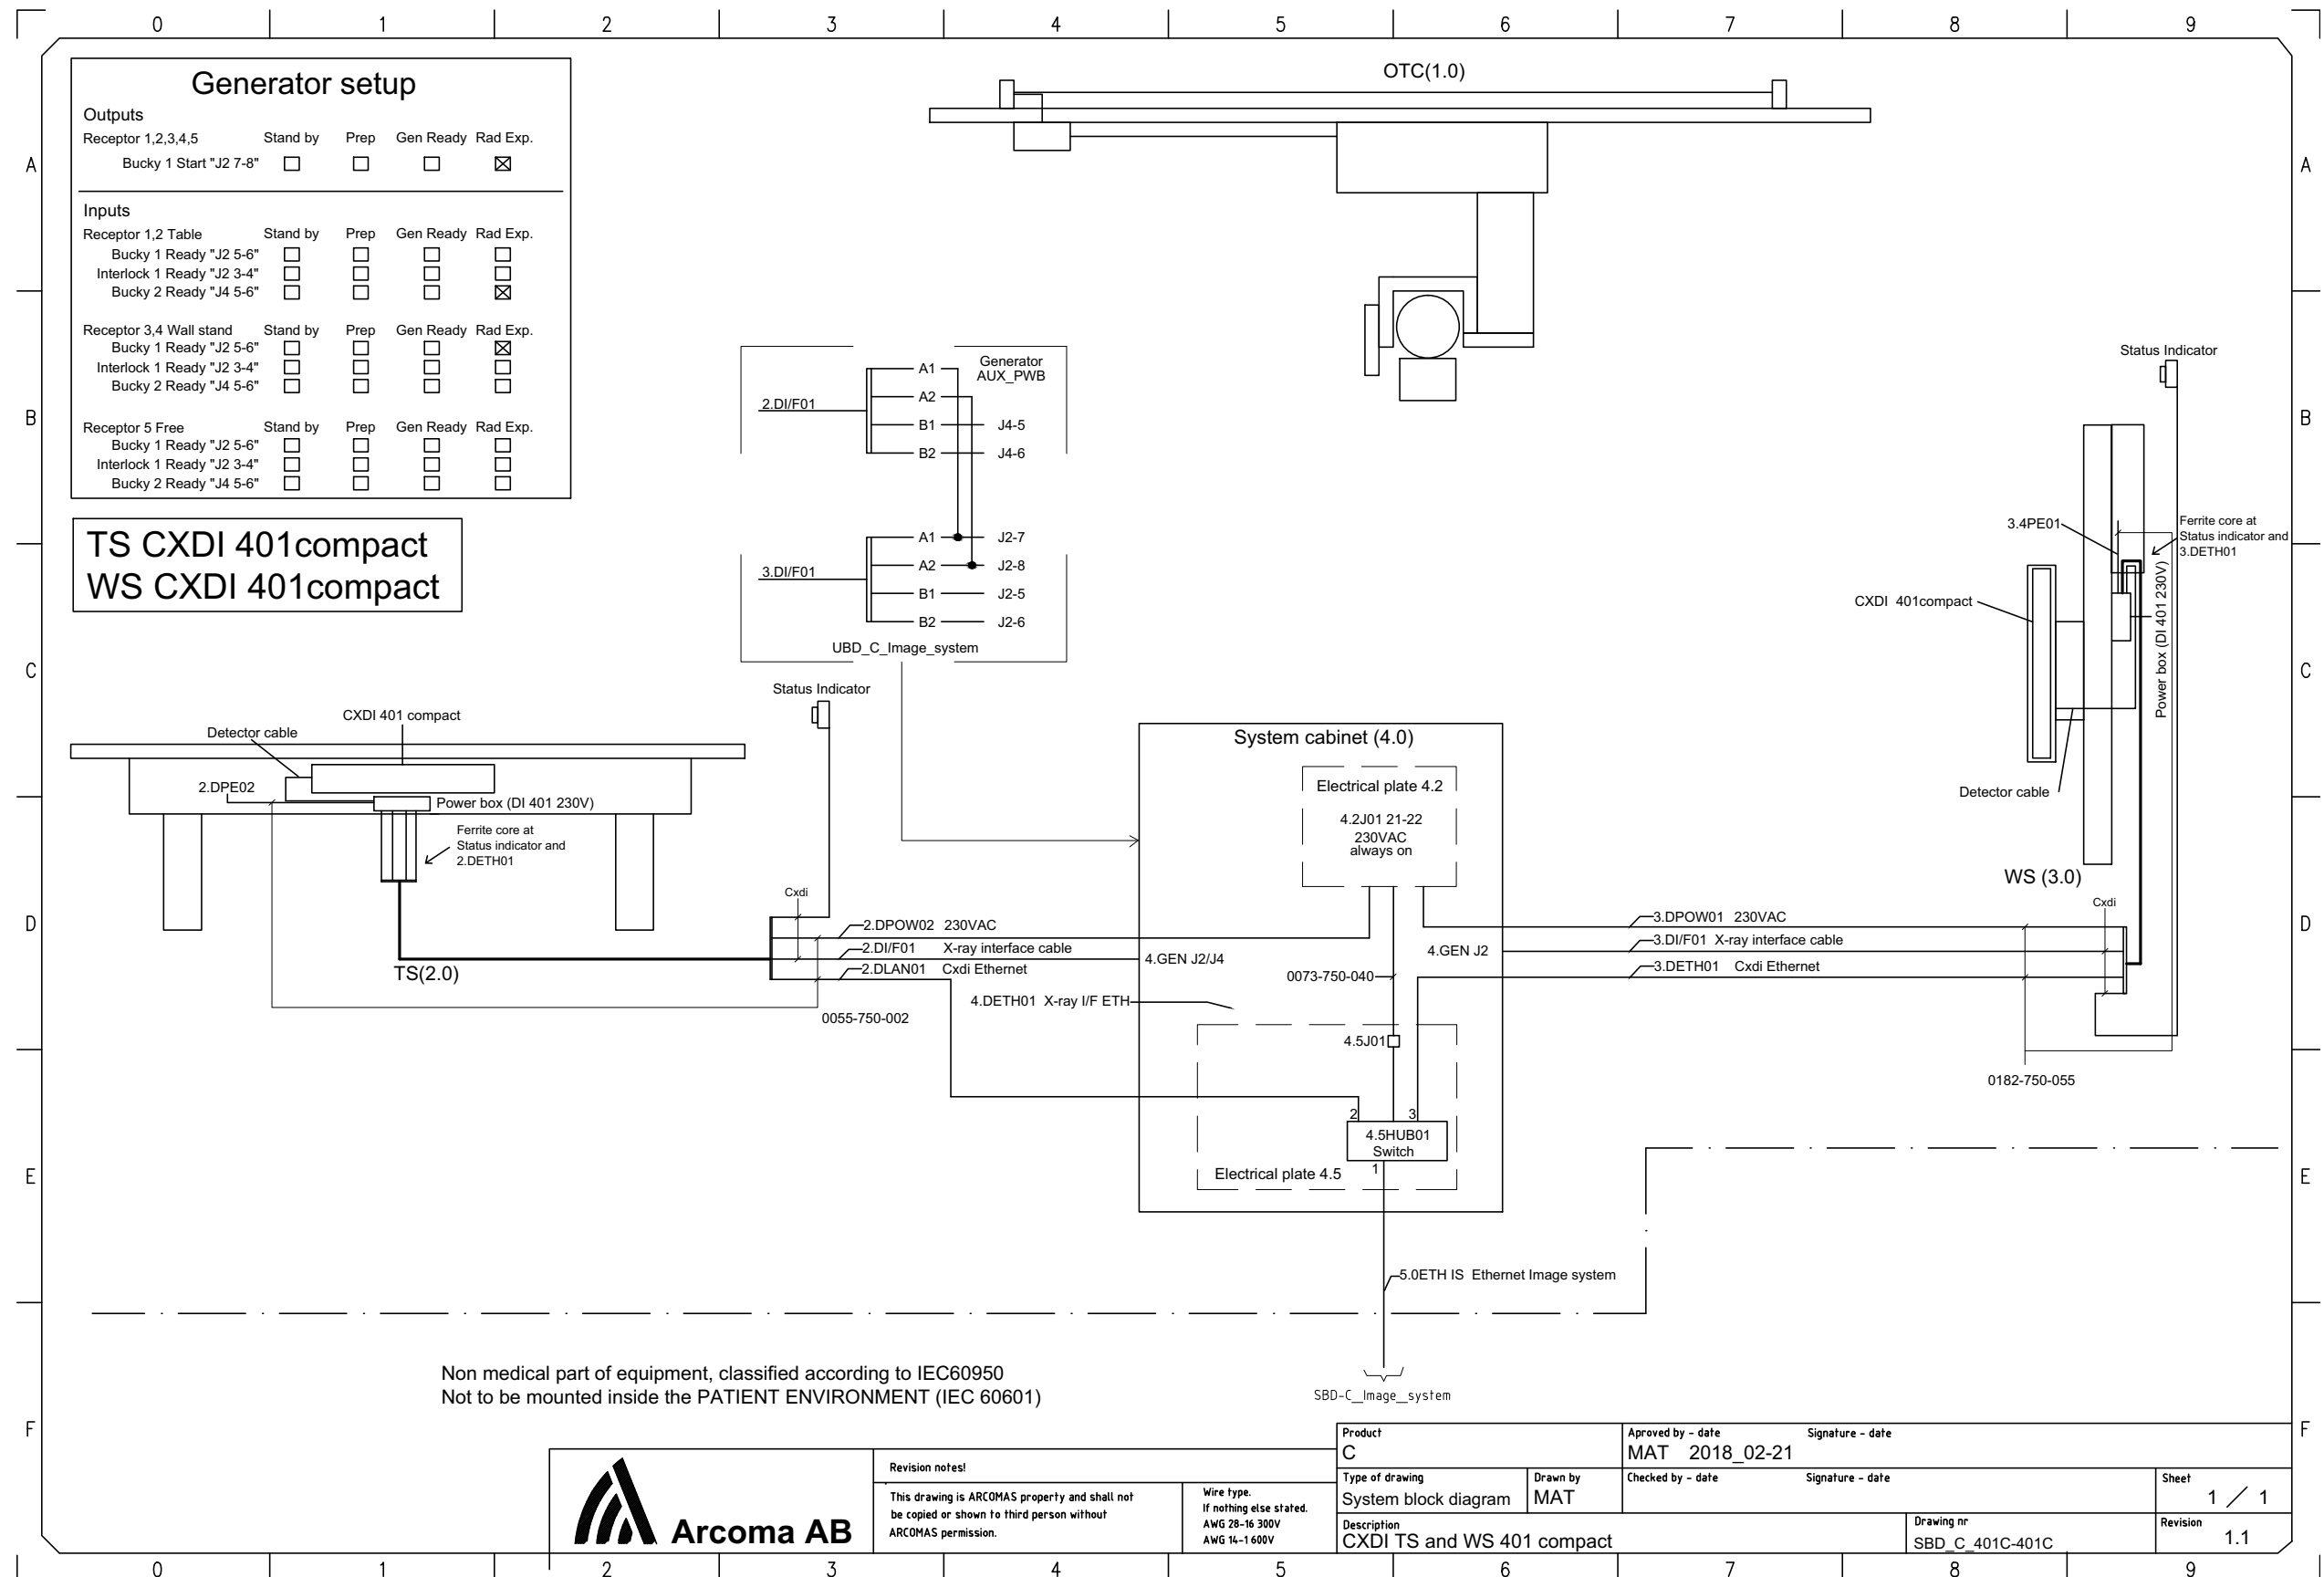 0 1 2 3 4 5 6 7 8 9
Generator setup
Outputs
Receptor 1,2,3,4,5 Stand by Prep Gen Ready Rad Exp.
Bucky 1 Start "J2 7-8"
Inputs
Receptor 1,2 Table Stand by Prep Gen Ready Rad Exp.
Bucky 1 Ready "J2 5-6"
Interlock 1 Ready "J2 3-4"
Bucky 2 Ready "J4 5-6"
Receptor 3,4 Wall stand Stand by Prep Gen Ready Rad Exp.
Bucky 1 Ready "J2 5-6"
Interlock 1 Ready "J2 3-4"
Bucky 2 Ready "J4 5-6"
Receptor 5 Free Stand by Prep Gen Ready Rad Exp.
Bucky 1 Ready "J2 5-6"
Interlock 1 Ready "J2 3-4"
Bucky 2 Ready "J4 5-6"
TS CXDI 401compact
WS CXDI 401compact
A A
B B
C C
D D
E E
F F
OTC(1.0)
Generator
AUX_PWB
2.DI/F01
A1
A2
B1 J4-5
B2 J4-6
3.DI/F01
A1 J2-7
A2 J2-8
B1 J2-5
B2 J2-6
UBD_C_Image_system
Status Indicator
3.4PE01
Ferrite core at
Status indicator and
3.DETH01
CXDI 401compact
Power box (DI 401 230V)
Detector cable
WS (3.0)
Status Indicator
CXDI 401 compact
Detector cable
2.DPE02
Power box (DI 401 230V)
Ferrite core at
Status indicator and
2.DETH01
TS(2.0)
Cxdi
2.DPOW02 230VAC
2.DI/F01 X-ray interface cable
2.DLAN01 Cxdi Ethernet
0055-750-002
System cabinet (4.0)
Electrical plate 4.2
4.2J01 21-22
230VAC
always on
4.GEN J2/J4
4.GEN J2
0073-750-040
4.DETH01 X-ray I/F ETH
4.5J01
2 3
4.5HUB01
Switch
1
Electrical plate 4.5
3.DPOW01 230VAC
3.DI/F01 X-ray interface cable
3.DETH01 Cxdi Ethernet
Cxdi
0182-750-055
5.0ETH IS Ethernet Image system
SBD-C_Image_system
Non medical part of equipment, classified according to IEC60950
Not to be mounted inside the PATIENT ENVIRONMENT (IEC 60601)
Arcoma AB
Revision notes!
This drawing is ARCOMAS property and shall not
be copied or shown to third person without
ARCOMAS permission.
Wire type.
If nothing else stated.
AWG 28-16 300V
AWG 14-1 600V
Product
C
Aproved by - date Signature - date
MAT 2018_02-21
Type of drawing
System block diagram
Drawn by
MAT
Checked by - date Signature - date
Sheet
1 / 1
Description
CXDI TS and WS 401 compact
Drawing nr
SBD_C_401C-401C
Revision
1.1
0 1 2 3 4 5 6 7 8 9